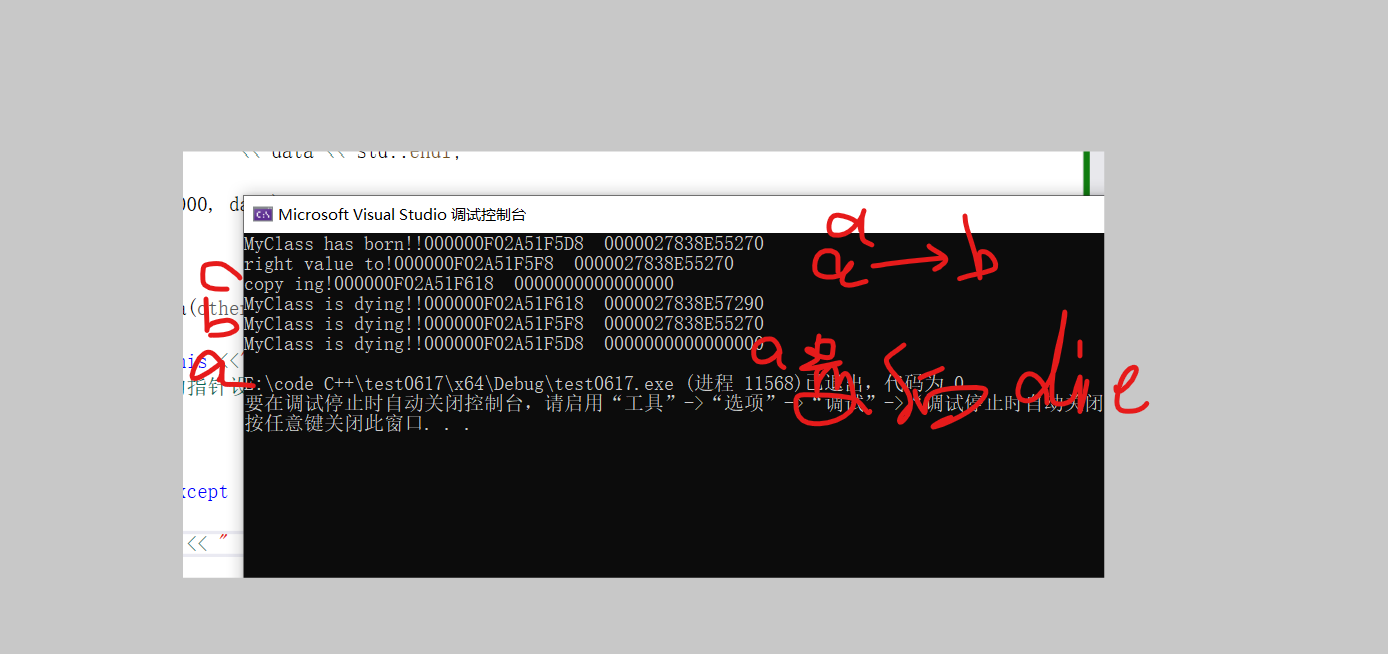 << data << std::endl;
000, da
Microsoft Visual Studio 调试控制台
MyClass has born!!000000F02A51F5D8 0000027838E55270
right value to!000000F02A51F5F8 0000027838E55270
copy ing!000000F02A51F618 0000000000000000
MyClass is dying!!000000F02A51F618 0000027838E57290
MyClass is dying!!000000F02A51F5F8 0000027838E55270
MyClass is dying!!000000F02A51F5D8 0000000000000000
E:\code C++\test0617\x64\Debug\test0617.exe (进程 11568)已退出，代码为 0
要在调试停止时自动关闭控制台，请启用“工具”->“选项”->“调试”->“调试停止时自动关闭
按任意键关闭此窗口. . .
a(other
his <<
指针
xcept
<< "
a
a → b
c
b
a
a
die